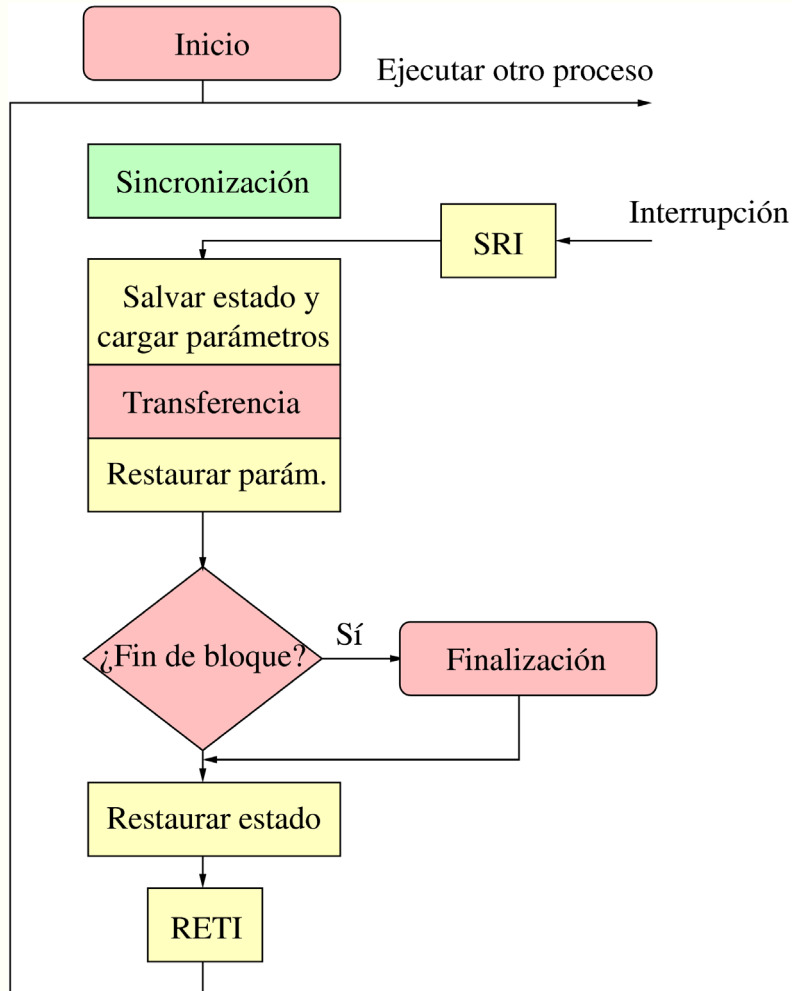 Inicio
Ejecutar otro proceso
Sincronización
Interrupción
SRI
Salvar estado y
cargar parámetros
Transferencia
Restaurar parám.
¿Fin de bloque?
Sí
Finalización
Restaurar estado
RETI